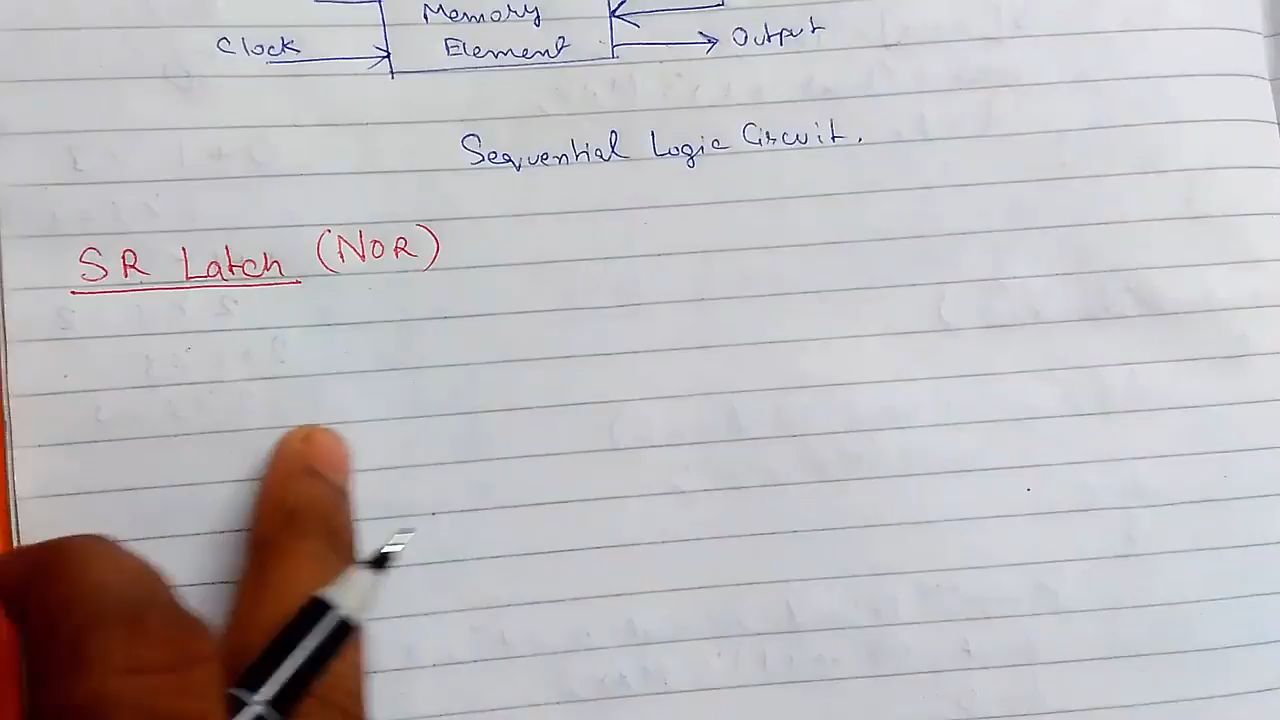 Memory
Clock Element Output
Sequential Logic Circuit.
SR Latch (NOR)